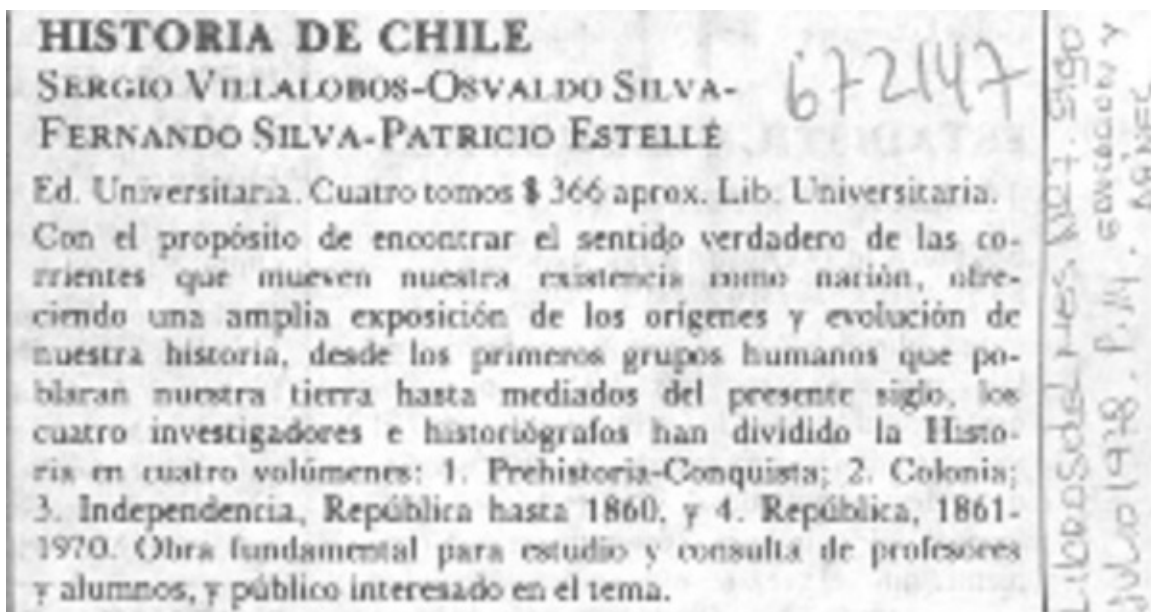 HISTORIA DE CHILE
SERGIO VILLALOBOS-OSVALDO SILVA-
FERNANDO SILVA-PATRICIO ESTELLÉ
672147
Ed. Universitaria. Cuatro tomos $ 366 aprox. Lib: Universitaria.
Con el propósito de encontrar el sentido verdadero de las co-
rrientes que mueven nuestra existencia como nación, ofre-
ciendo una amplia exposición de los orígenes y evolución de
nuestra historia, desde los primeros grupos humanos que po-
blaran nuestra tierra hasta mediados del presente siglo, los
cuatro investigadores e historiógrafos han dividido la Histo-
ria en cuatro volúmenes: 1. Prehistoria-Conquista; 2. Colonia;
3. Independencia, República hasta 1860, y 4. República, 1861-
1970. Obra fundamental para estudio y consulta de profesores
y alumnos, y público interesado en el tema.
Libros del Mes.
Julio 1978. P. 14.